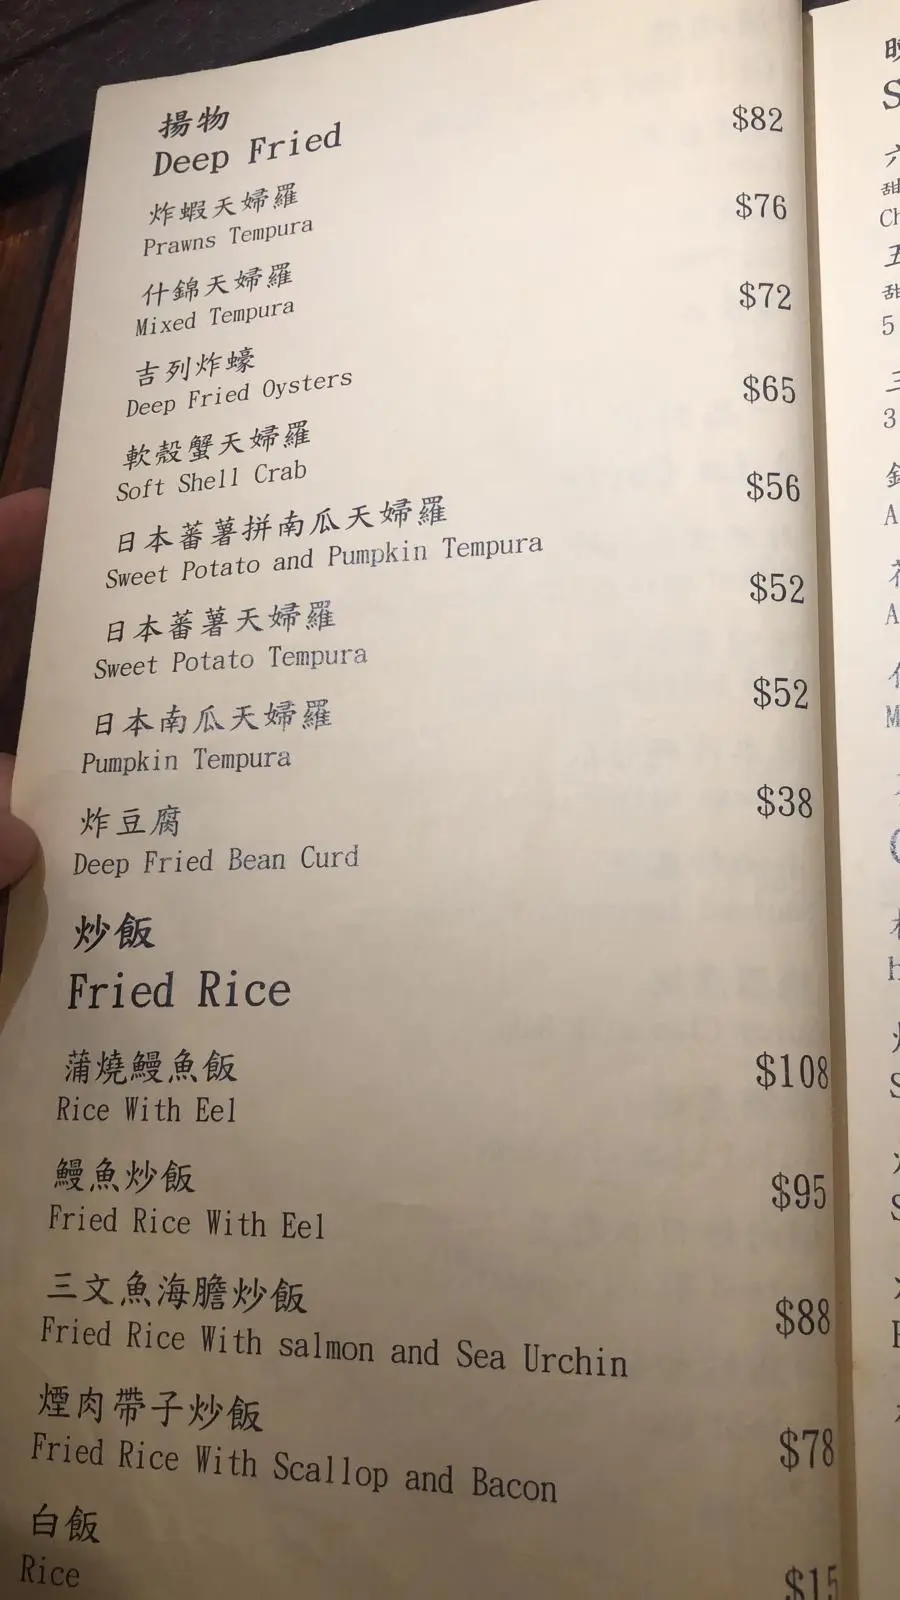 揚物
Deep Fried
炸蝦天婦羅 $82
Prawns Tempura
什錦天婦羅 $76
Mixed Tempura
吉列炸蠔 $72
Deep Fried Oysters
軟殼蟹天婦羅 $65
Soft Shell Crab
日本蕃薯拼南瓜天婦羅 $56
Sweet Potato and Pumpkin Tempura
日本蕃薯天婦羅 $52
Sweet Potato Tempura
日本南瓜天婦羅 $52
Pumpkin Tempura
炸豆腐 $38
Deep Fried Bean Curd
炒飯
Fried Rice
蒲燒鰻魚飯 $108
Rice With Eel
鰻魚炒飯 $95
Fried Rice With Eel
三文魚海膽炒飯 $88
Fried Rice With salmon and Sea Urchin
煙肉帶子炒飯 $78
Fried Rice With Scallop and Bacon
白飯 $15
Rice